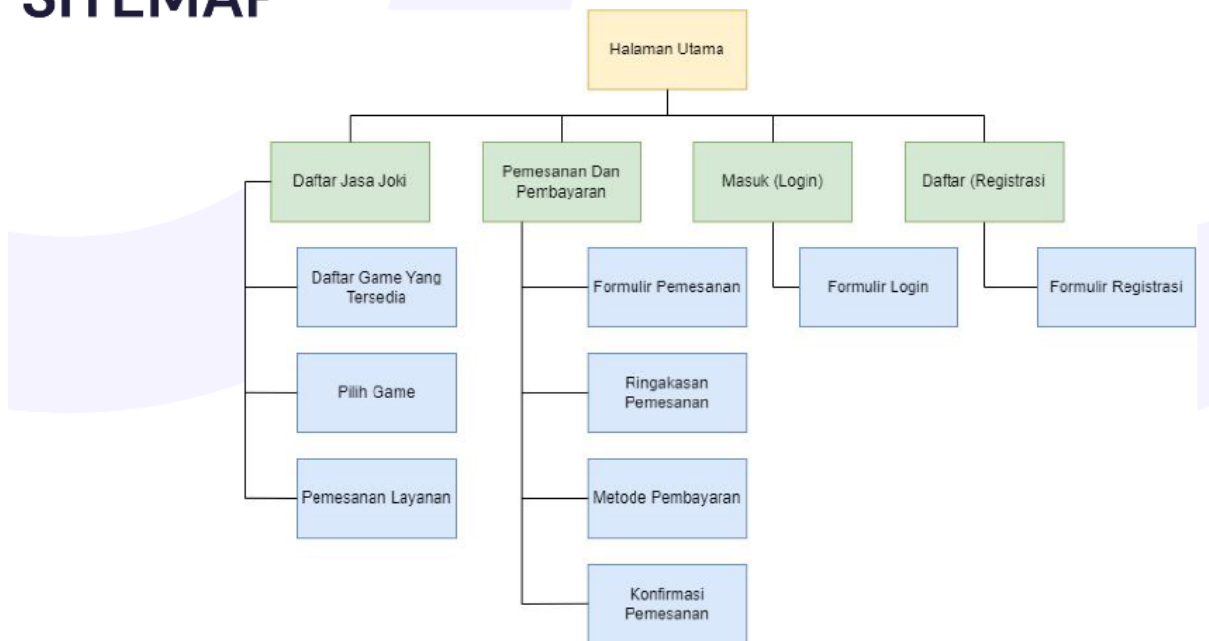 SITEMAP
Halaman Utama
Daftar Jasa Joki
Pemesanan Dan
Pembayaran
Masuk (Login)
Daftar (Registrasi
Daftar Game Yang
Tersedia
Formulir Pemesanan
Formulir Login
Formulir Registrasi
Pilih Game
Ringakasan
Pemesanan
Pemesanan Layanan
Metode Pembayaran
Konfirmasi
Pemesanan